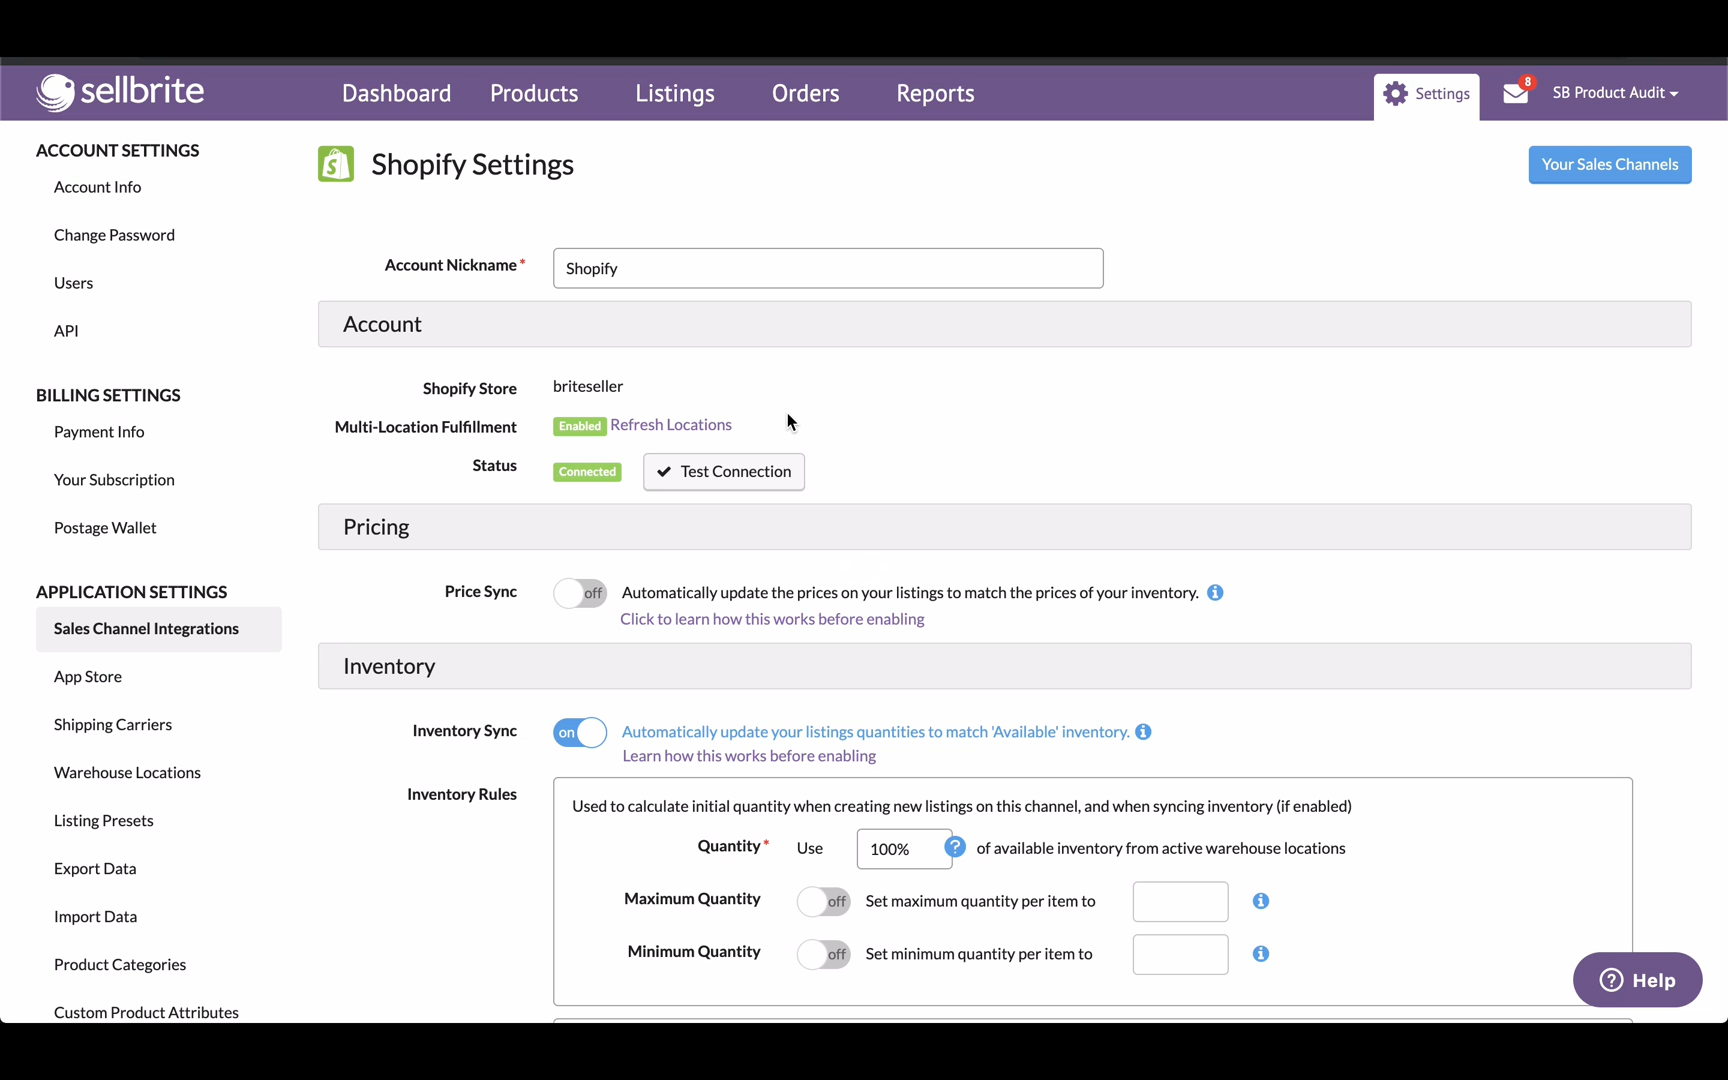 sellbrite
Dashboard
Products
Listings
Orders
Reports
Settings
8
SB Product Audit
ACCOUNT SETTINGS
Account Info
Change Password
Users
API
BILLING SETTINGS
Payment Info
Your Subscription
Postage Wallet
APPLICATION SETTINGS
Sales Channel Integrations
App Store
Shipping Carriers
Warehouse Locations
Listing Presets
Export Data
Import Data
Product Categories
Custom Product Attributes
Shopify Settings
Your Sales Channels
Account Nickname* Shopify
Account
Shopify Store briteseller
Multi-Location Fulfillment Enabled Refresh Locations
Status Connected Test Connection
Pricing
Price Sync off Automatically update the prices on your listings to match the prices of your inventory.
Click to learn how this works before enabling
Inventory
Inventory Sync on Automatically update your listings quantities to match 'Available' inventory.
Learn how this works before enabling
Inventory Rules
Used to calculate initial quantity when creating new listings on this channel, and when syncing inventory (if enabled)
Quantity* Use 100% ? of available inventory from active warehouse locations
Maximum Quantity off Set maximum quantity per item to
Minimum Quantity off Set minimum quantity per item to
? Help